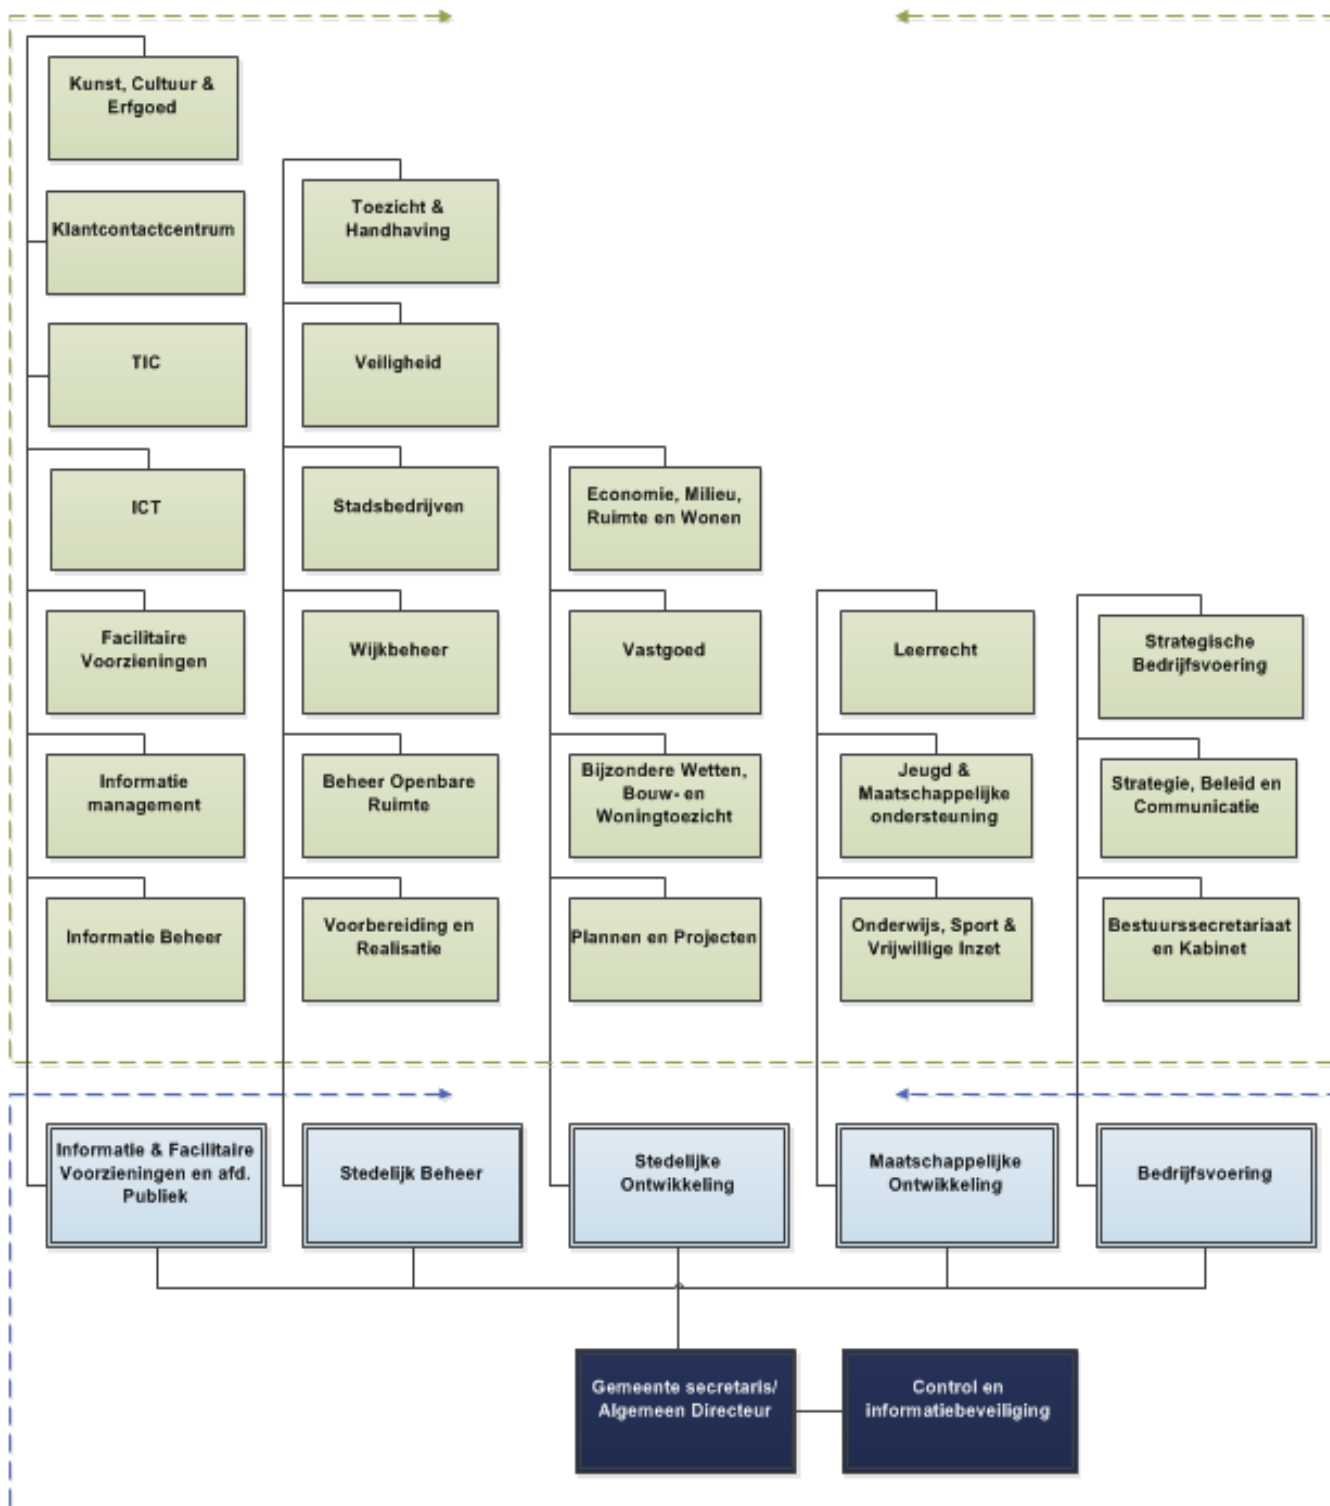 Kunst, Cultuur &
Erfgoed
Klantcontactcentrum
TIC
ICT
Facilitaire
Voorzieningen
Informatie
management
Informatie Beheer
Toezicht &
Handhaving
Veiligheid
Stadsbedrijven
Wijkbeheer
Beheer Openbare
Ruimte
Voorbereiding en
Realisatie
Economie, Milieu,
Ruimte en Wonen
Vastgoed
Bijzondere Wetten,
Bouw- en
Woningtoezicht
Plannen en Projecten
Leerrecht
Jeugd &
Maatschappelijke
ondersteuning
Onderwijs, Sport &
Vrijwillige Inzet
Strategische
Bedrijfsvoering
Strategie, Beleid en
Communicatie
Bestuurssecretariaat
en Kabinet
Informatie & Facilitaire
Voorzieningen en afd.
Publiek
Stedelijk Beheer
Stedelijke
Ontwikkeling
Maatschappelijke
Ontwikkeling
Bedrijfsvoering
Gemeente secretaris/
Algemeen Directeur
Control en
informatiebeveiliging